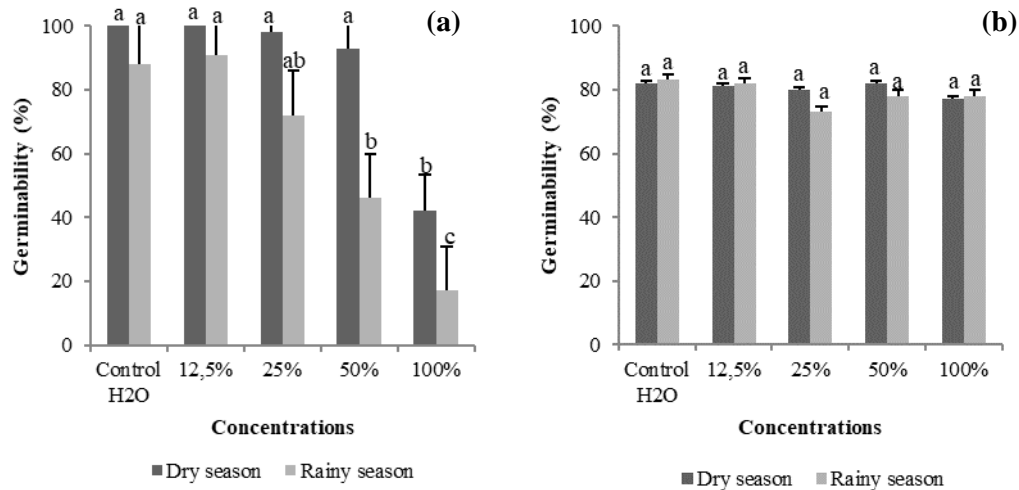 (a)
100
80
60
40
20
0
Germinability (%)
a a a a a ab a b b c
Control H2O 12,5% 25% 50% 100%
Concentrations
Dry season Rainy season
(b)
100
80
60
40
20
0
Germinability (%)
a a a a a a a a a a
Control H2O 12,5% 25% 50% 100%
Concentrations
Dry season Rainy season